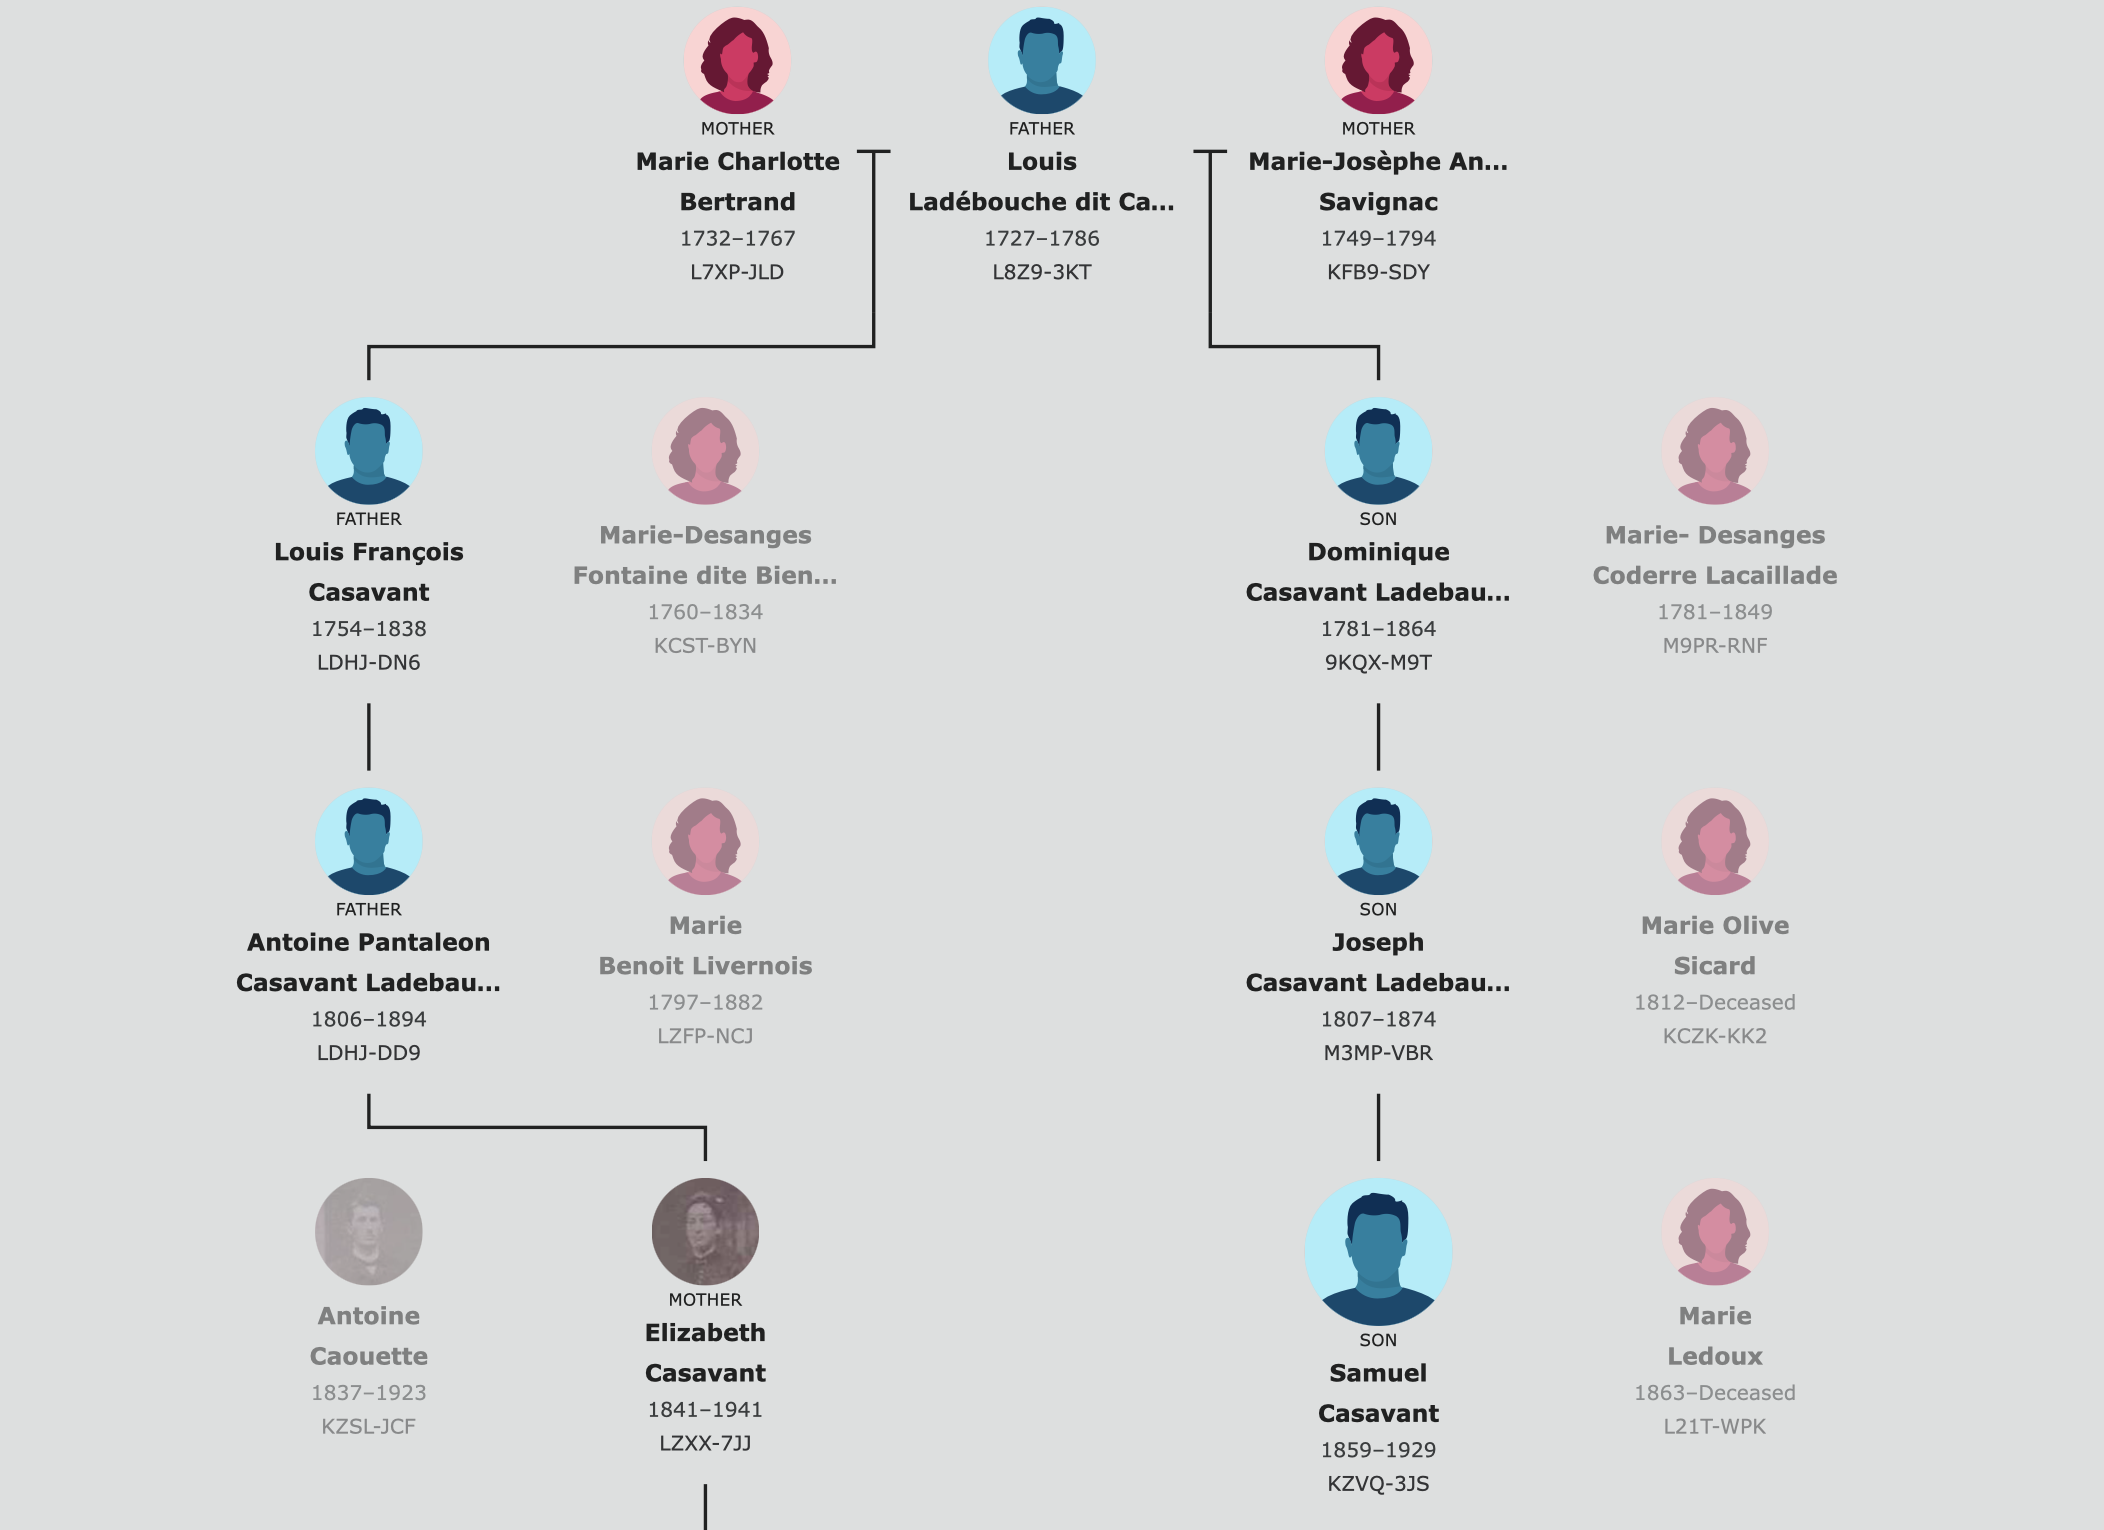 MOTHER
Marie Charlotte
Bertrand
1732–1767
L7XP-JLD
FATHER
Louis
Ladébouche dit Ca...
1727–1786
L8Z9-3KT
MOTHER
Marie-Josèphe An...
Savignac
1749–1794
KFB9-SDY
FATHER
Louis François
Casavant
1754–1838
LDHJ-DN6
Marie-Desanges
Fontaine dite Bien...
1760–1834
KCST-BYN
SON
Dominique
Casavant Ladebau...
1781–1864
9KQX-M9T
Marie- Desanges
Coderre Lacaillade
1781–1849
M9PR-RNF
FATHER
Antoine Pantaleon
Casavant Ladebau...
1806–1894
LDHJ-DD9
Marie
Benoit Livernois
1797–1882
LZFP-NCJ
SON
Joseph
Casavant Ladebau...
1807–1874
M3MP-VBR
Marie Olive
Sicard
1812–Deceased
KCZK-KK2
Antoine
Caouette
1837–1923
KZSL-JCF
MOTHER
Elizabeth
Casavant
1841–1941
LZXX-7JJ
SON
Samuel
Casavant
1859–1929
KZVQ-3JS
Marie
Ledoux
1863–Deceased
L21T-WPK